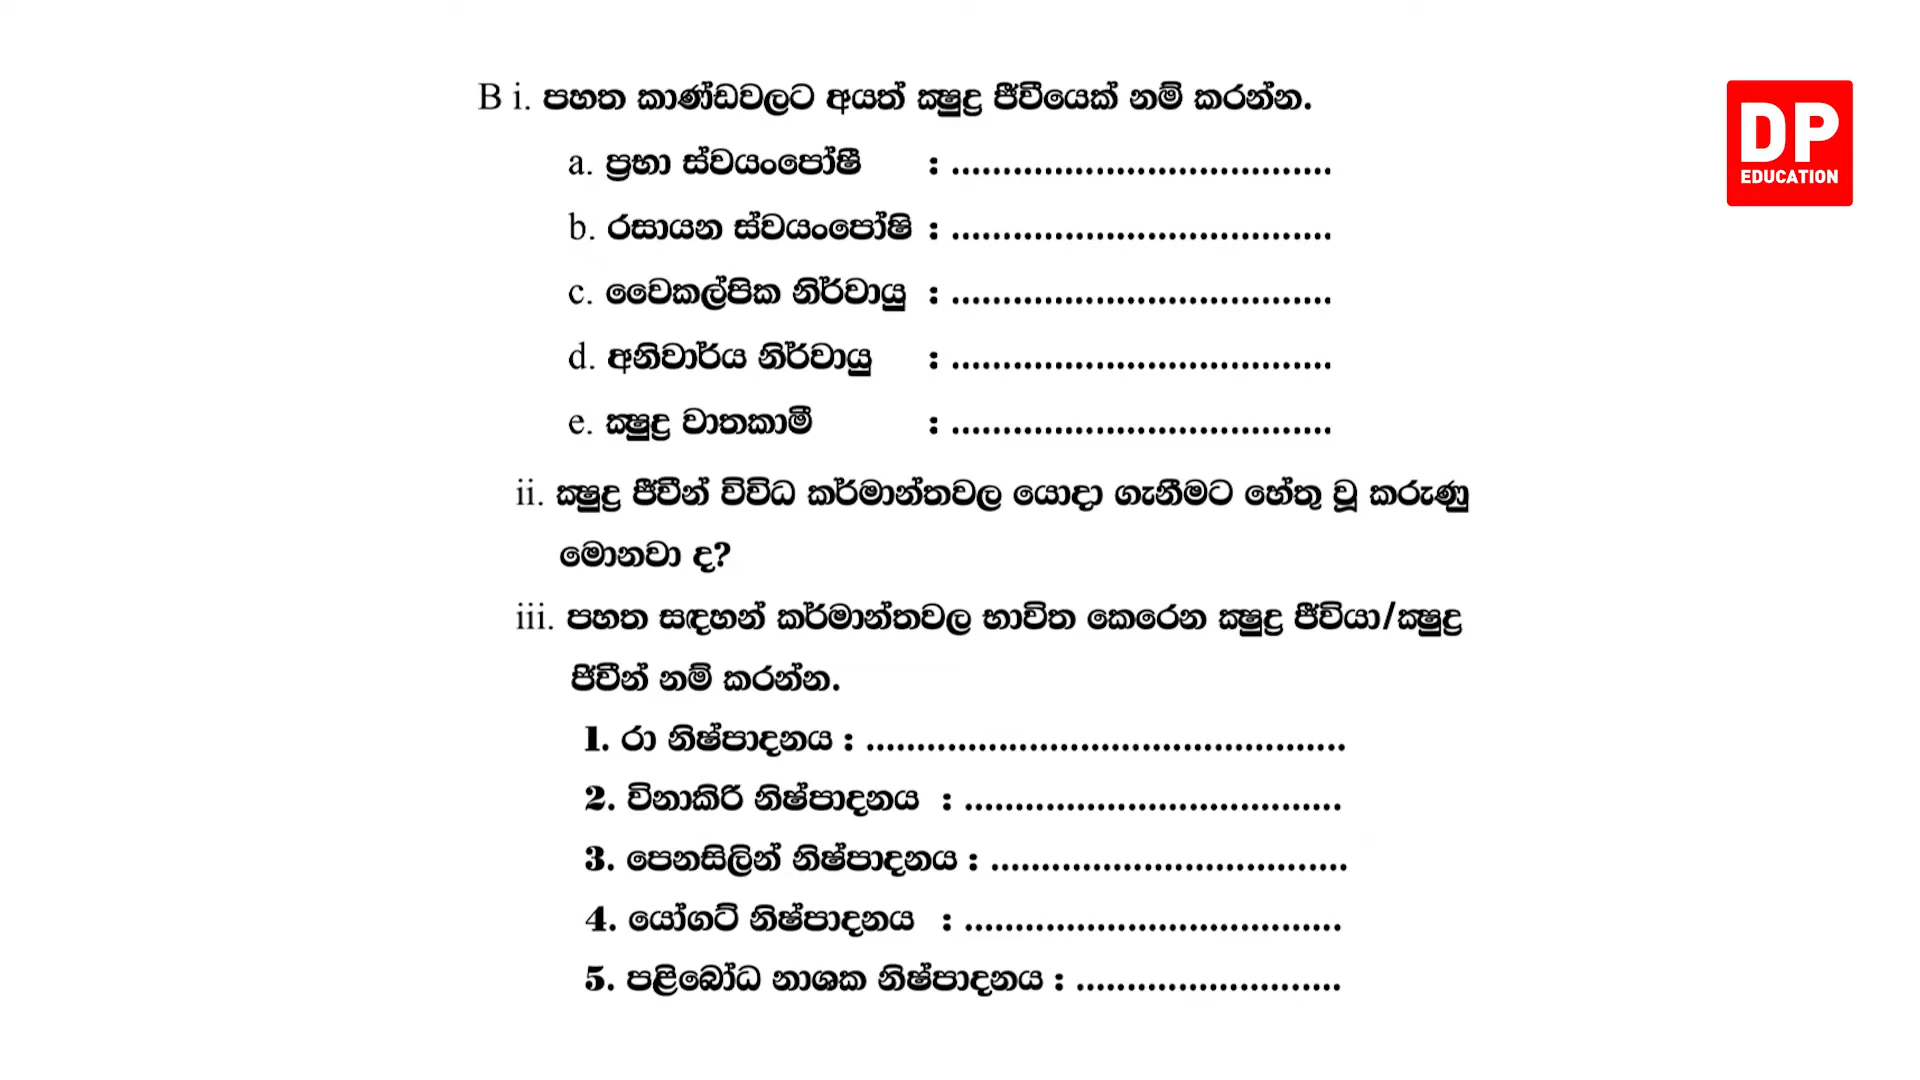 B i. පහත කාණ්ඩවලට අයත් ක්‍ෂුද්‍ර ජීවීයෙක් නම් කරන්න.
DP
EDUCATION
a. ප්‍රභා ස්වයංපෝෂී : .....................................
b. රසායන ස්වයංපෝෂි : .....................................
c. වෛකල්පික නිර්වායු : .....................................
d. අනිවාර්ය නිර්වායු : .....................................
e. ක්‍ෂුද්‍ර වාතකාමී : .....................................
ii. ක්‍ෂුද්‍ර ජීවීන් විවිධ කර්මාන්තවල යොදා ගැනීමට හේතු වූ කරුණු
මොනවා ද?
iii. පහත සඳහන් කර්මාන්තවල භාවිත කෙරෙන ක්‍ෂුද්‍ර ජීවියා/ක්‍ෂුද්‍ර
ජීවීන් නම් කරන්න.
1. රා නිෂ්පාදනය : ...............................................
2. විනාකිරි නිෂ්පාදනය : .....................................
3. පෙනසිලින් නිෂ්පාදනය : ...................................
4. යෝගට් නිෂ්පාදනය : .....................................
5. පළිබෝධ නාශක නිෂ්පාදනය : ..........................